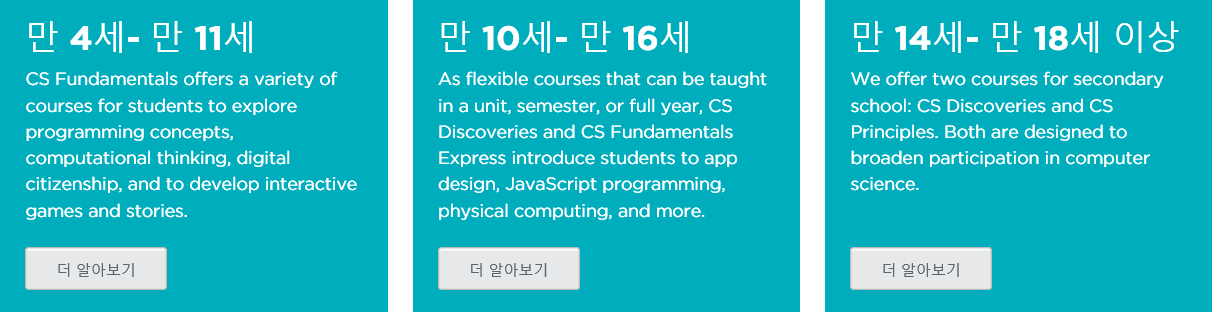 만 4세- 만 11세
CS Fundamentals offers a variety of
courses for students to explore
programming concepts,
computational thinking, digital
citizenship, and to develop interactive
games and stories.
더 알아보기
만 10세- 만 16세
As flexible courses that can be taught
in a unit, semester, or full year, CS
Discoveries and CS Fundamentals
Express introduce students to app
design, JavaScript programming,
physical computing, and more.
더 알아보기
만 14세- 만 18세 이상
We offer two courses for secondary
school: CS Discoveries and CS
Principles. Both are designed to
broaden participation in computer
science.
더 알아보기